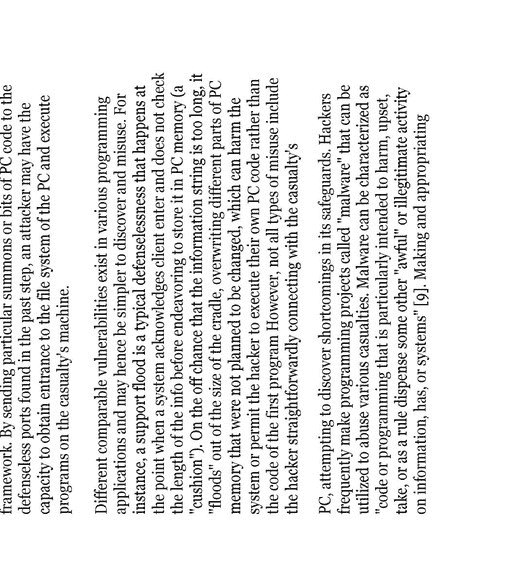 framework. By sending particular summons or bits of PC code to the
defenseless ports found in the past step, an attacker may have the
capacity to obtain entrance to the file system of the PC and execute
programs on the casualty's machine.
Different comparable vulnerabilities exist in various programming
applications and may hence be simpler to discover and misuse. For
instance, a support flood is a typical defenselessness that happens at
the point when a system acknowledges client enter and does not check
the length of the info before endeavoring to store it in PC memory (a
"cushion"). On the off chance that the information string is too long, it
"floods" out of the size of the cradle, overwriting different parts of PC
memory that were not planned to be changed, which can harm the
system or permit the hacker to execute their own PC code rather than
the code of the first program However, not all types of misuse include
the hacker straightforwardly connecting with the casualty's
PC, attempting to discover shortcomings in its safeguards. Hackers
frequently make programming projects called "malware" that can be
utilized to abuse various casualties. Malware can be characterized as
"code or programming that is particularly intended to harm, upset,
take, or as a rule dispense some other "awful" or illegitimate activity
on information, has, or systems" [9]. Making and appropriating